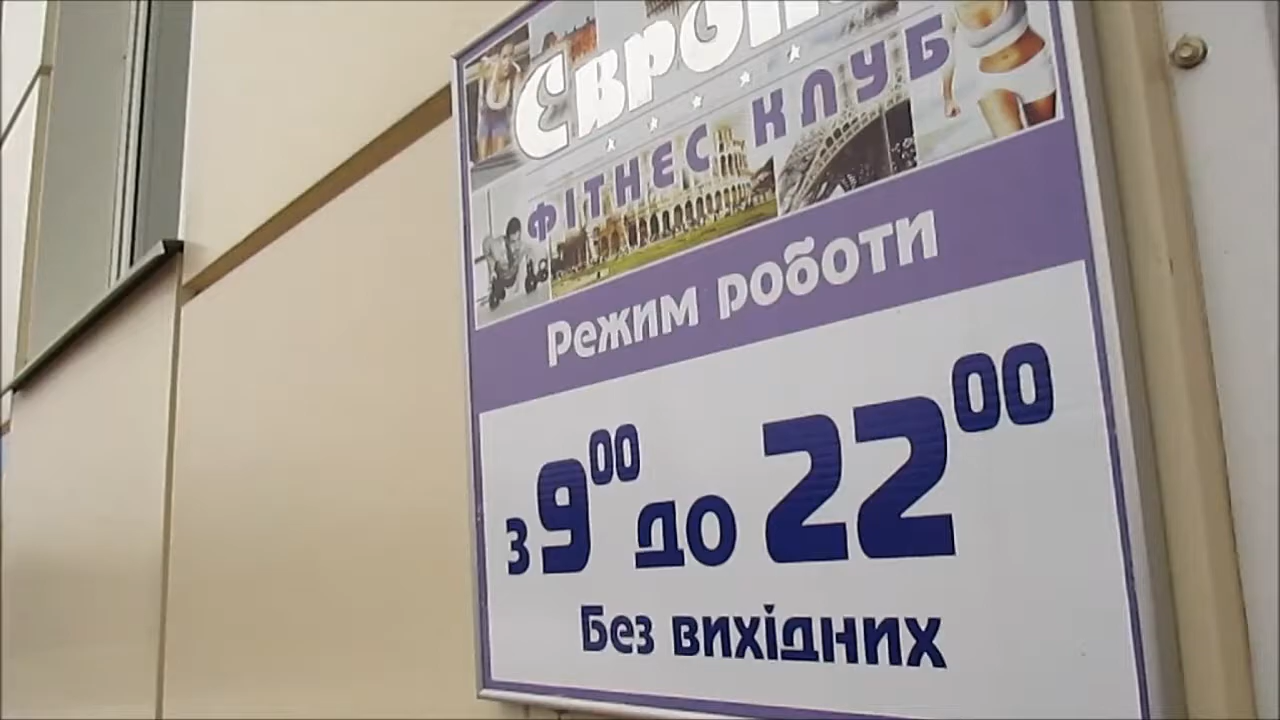 ФІТНЕС КЛУБ
Режим роботи
з 9⁰⁰ до 22⁰⁰
Без вихідних